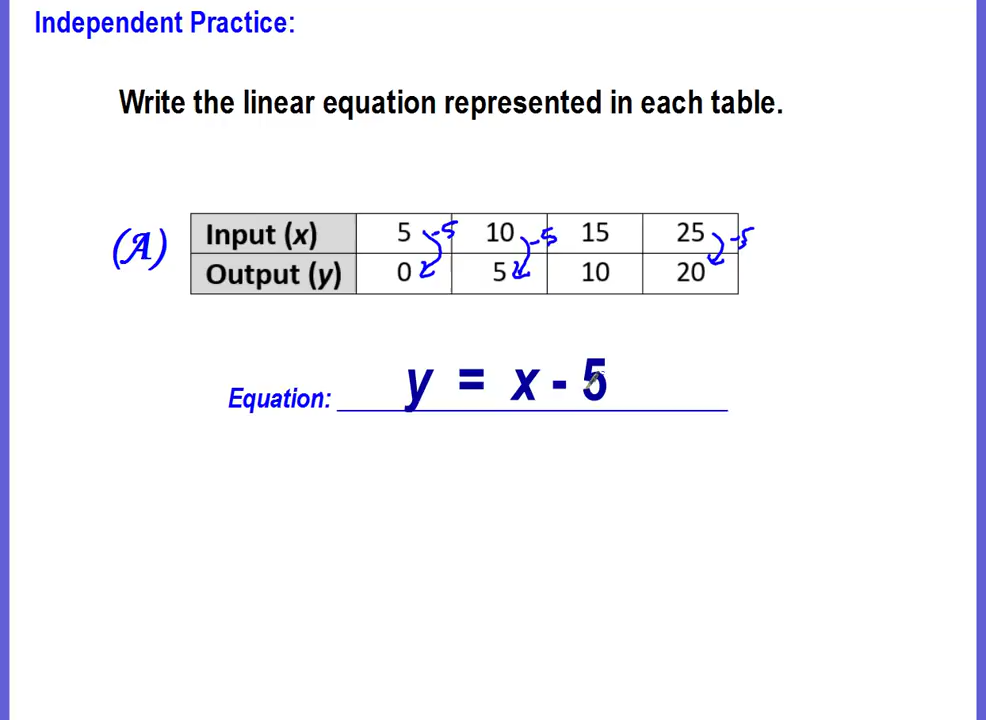 Independent Practice:
Write the linear equation represented in each table.
(A)
Input (x) 5 -5 10 -5 15 25 -5
Output (y) 0 5 10 20
Equation: y = x - 5